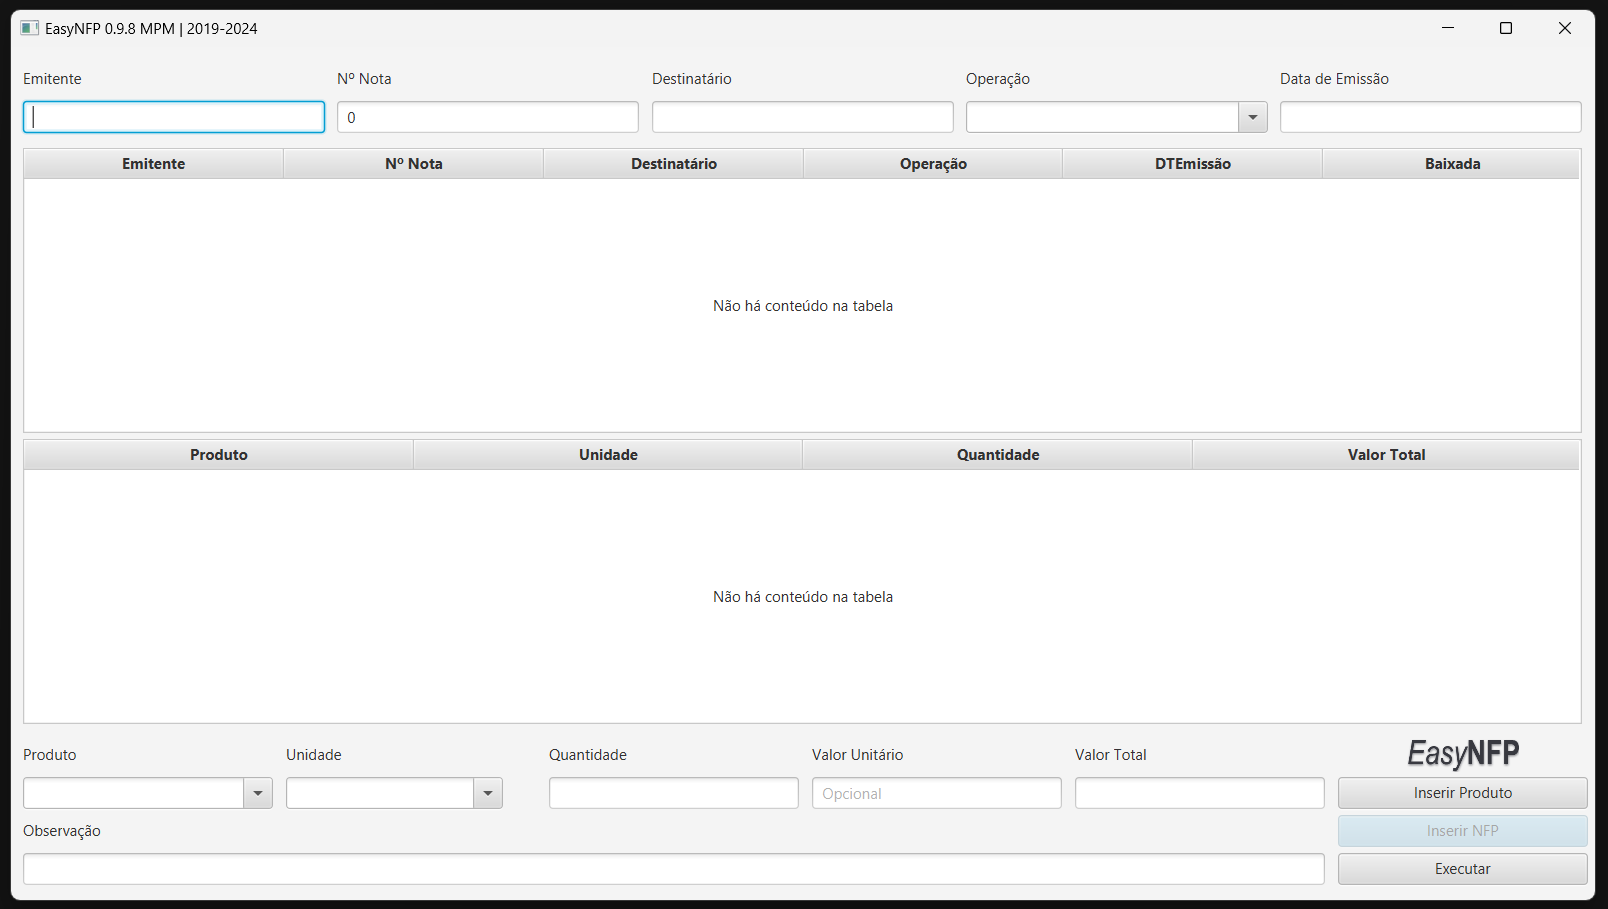 EasyNFP 0.9.8 MPM | 2019-2024
Emitente Nº Nota Destinatário Operação Data de Emissão
0
Emitente Nº Nota Destinatário Operação DTEmissão Baixada
Não há conteúdo na tabela
Produto Unidade Quantidade Valor Total
Não há conteúdo na tabela
Produto Unidade Quantidade Valor Unitário Valor Total EasyNFP
Opcional Inserir Produto
Observação Inserir NFP
Executar